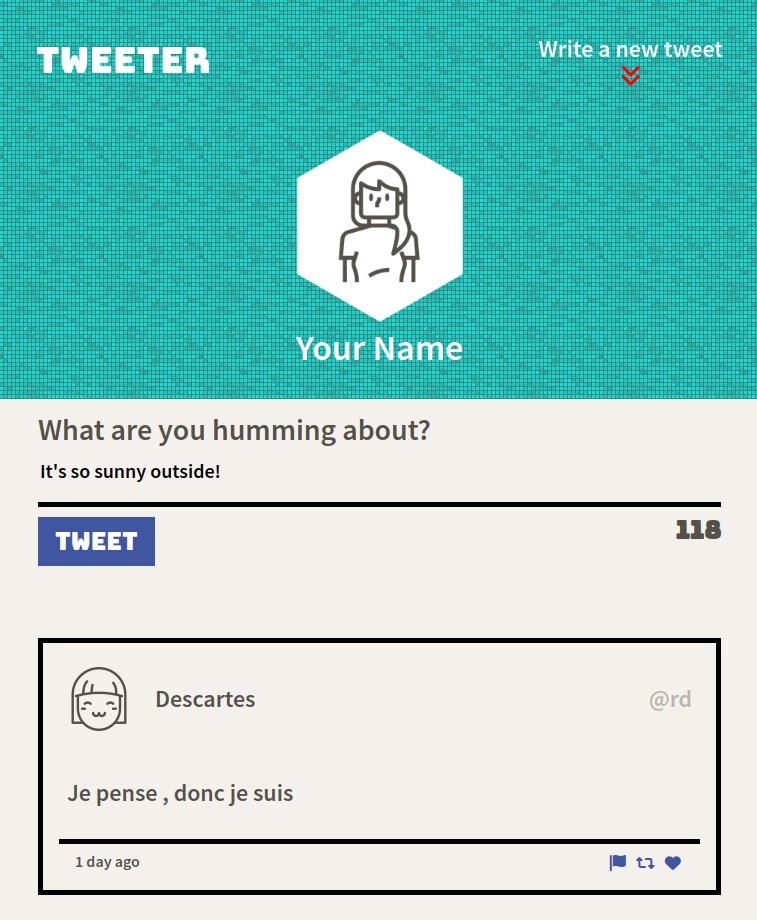 TWEETER
Write a new tweet
Your Name
What are you humming about?
It's so sunny outside!
TWEET
118
Descartes
@rd
Je pense , donc je suis
1 day ago